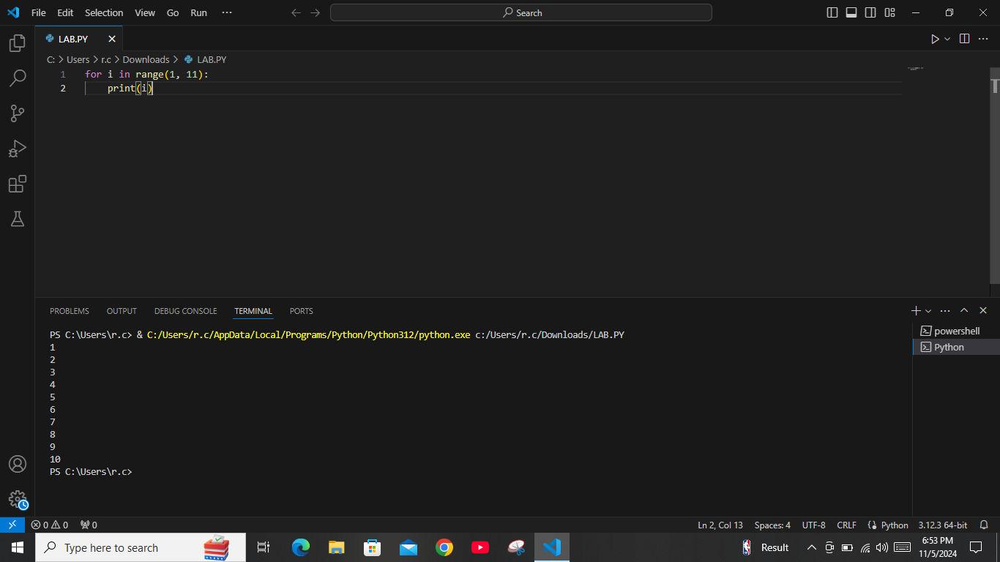 File Edit Selection View Go Run ··· Search
LAB.PY
C: > Users > r.c > Downloads > LAB.PY
1 for i in range(1, 11):
2 print(i)
PROBLEMS OUTPUT DEBUG CONSOLE TERMINAL PORTS
PS C:\Users\r.c> & C:/Users/r.c/AppData/Local/Programs/Python/Python312/python.exe c:/Users/r.c/Downloads/LAB.PY
1
2
3
4
5
6
7
8
9
10
PS C:\Users\r.c>
powershell
Python
0 0 0 Ln 2, Col 13 Spaces: 4 UTF-8 CRLF Python 3.12.3 64-bit
Type here to search
Result
6:53 PM
11/5/2024